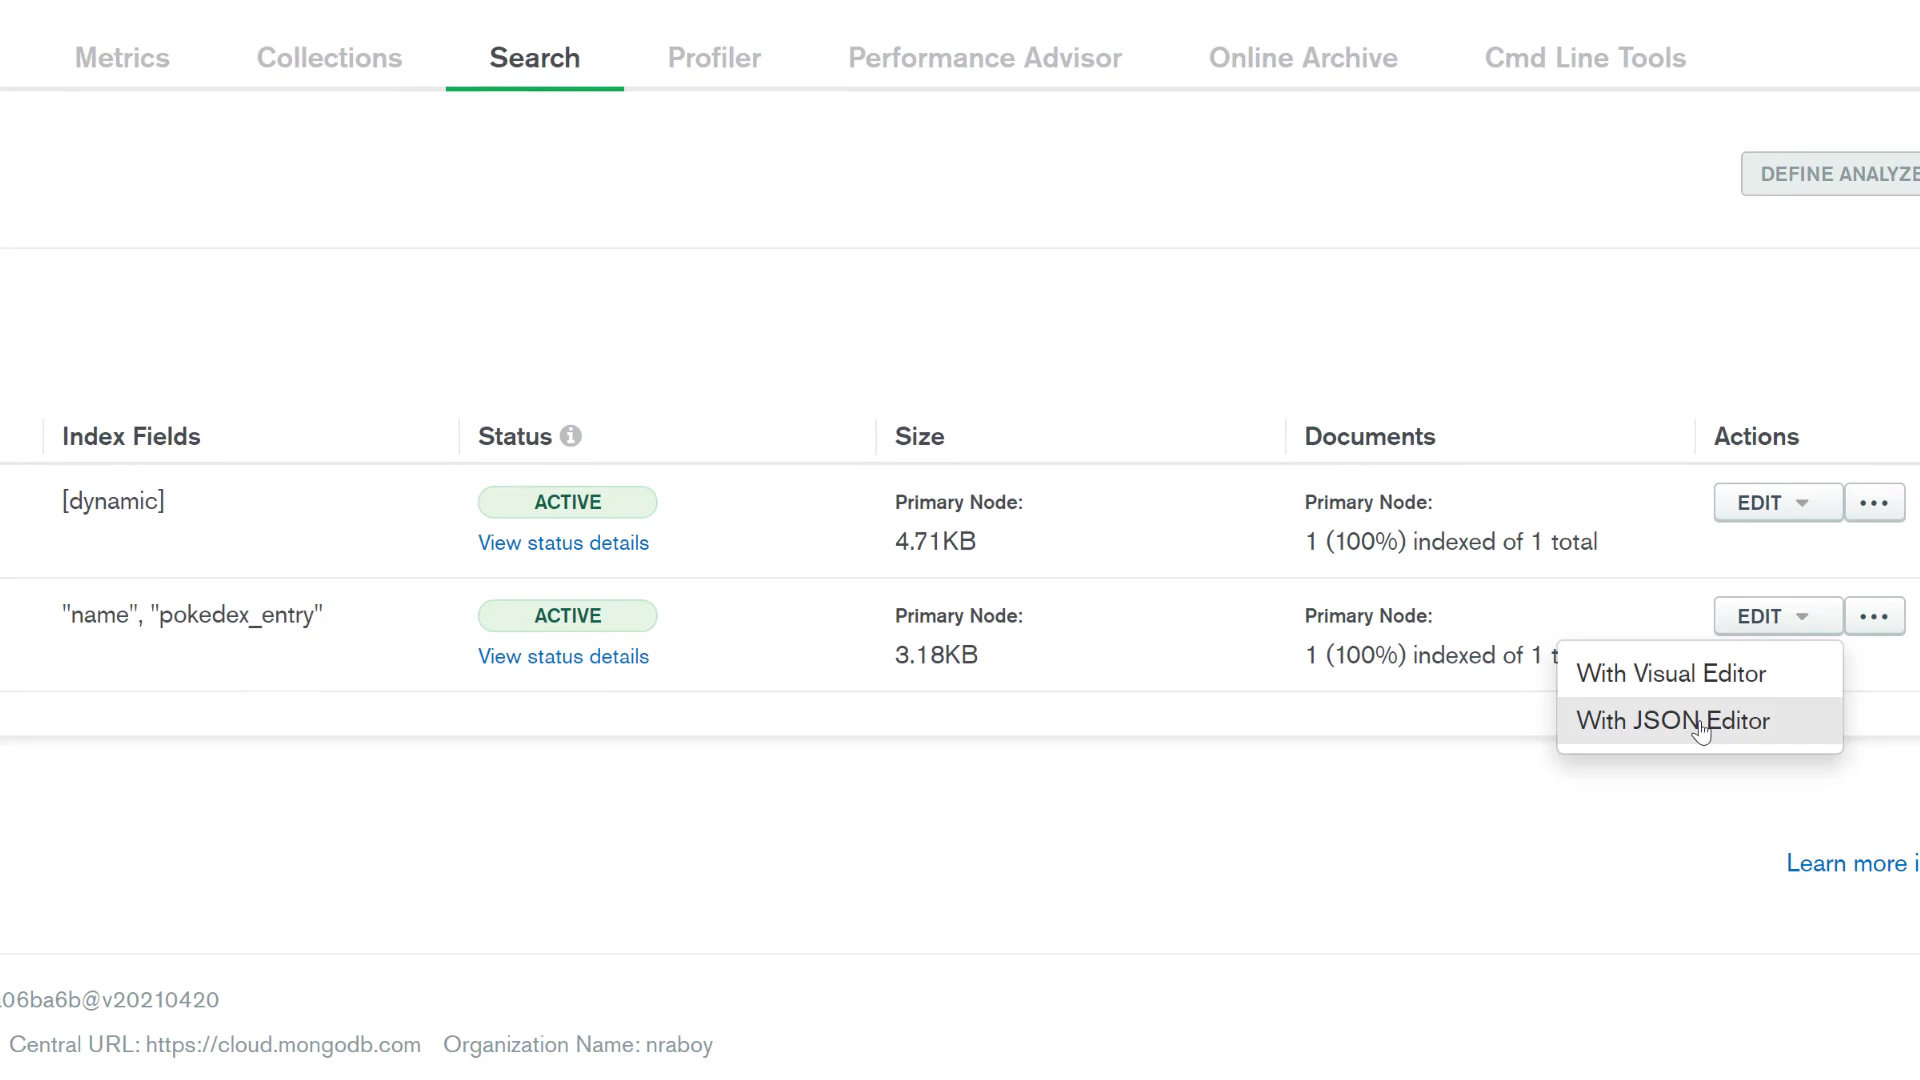 Metrics Collections Search Profiler Performance Advisor Online Archive Cmd Line Tools
DEFINE ANALYZE
Index Fields Status Size Documents Actions
[dynamic] ACTIVE Primary Node: Primary Node: EDIT
View status details 4.71KB 1 (100%) indexed of 1 total
"name", "pokedex_entry" ACTIVE Primary Node: Primary Node: EDIT
View status details 3.18KB 1 (100%) indexed of 1 t
With Visual Editor
With JSON Editor
Learn more i
06ba6b@v20210420
Central URL: https://cloud.mongodb.com Organization Name: nraboy